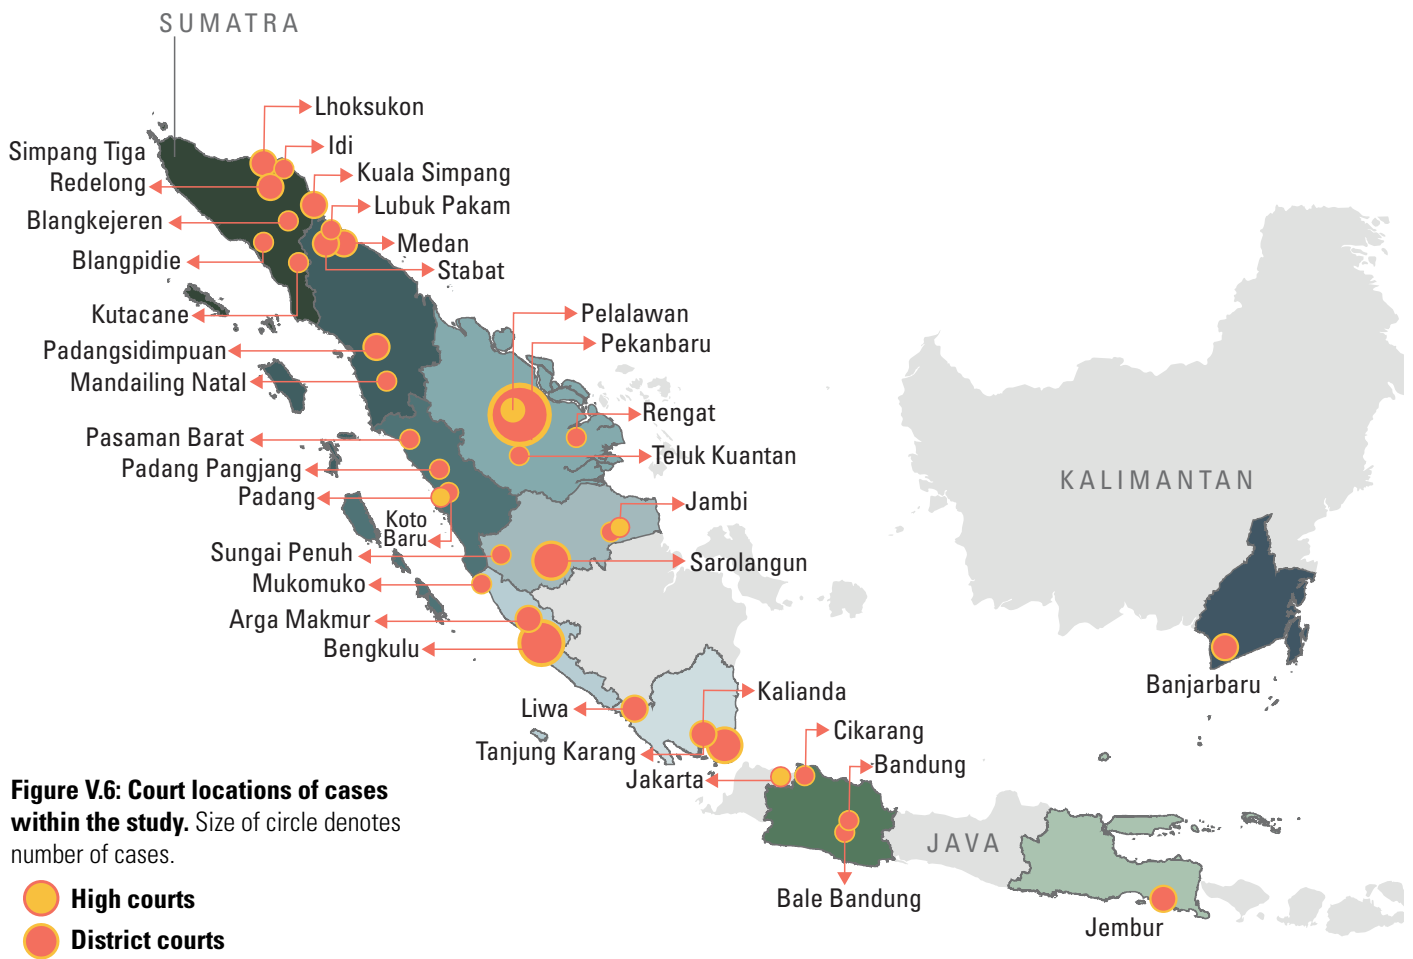 SUMATRA
Lhoksukon
Idi
Simpang Tiga
Redelong
Kuala Simpang
Lubuk Pakam
Blangkejeren
Medan
Blangpidie
Stabat
Kutacane
Pelalawan
Padangsidimpuan
Pekanbaru
Mandailing Natal
Rengat
Pasaman Barat
Teluk Kuantan
Padang Pangjang
KALIMANTAN
Padang
Jambi
Koto
Baru
Sungai Penuh
Sarolangun
Mukomuko
Arga Makmur
Bengkulu
Banjarbaru
Kalianda
Liwa
Cikarang
Tanjung Karang
Bandung
Jakarta
Figure V.6: Court locations of cases
within the study. Size of circle denotes
number of cases.
JAVA
High courts
Bale Bandung
Jembur
District courts